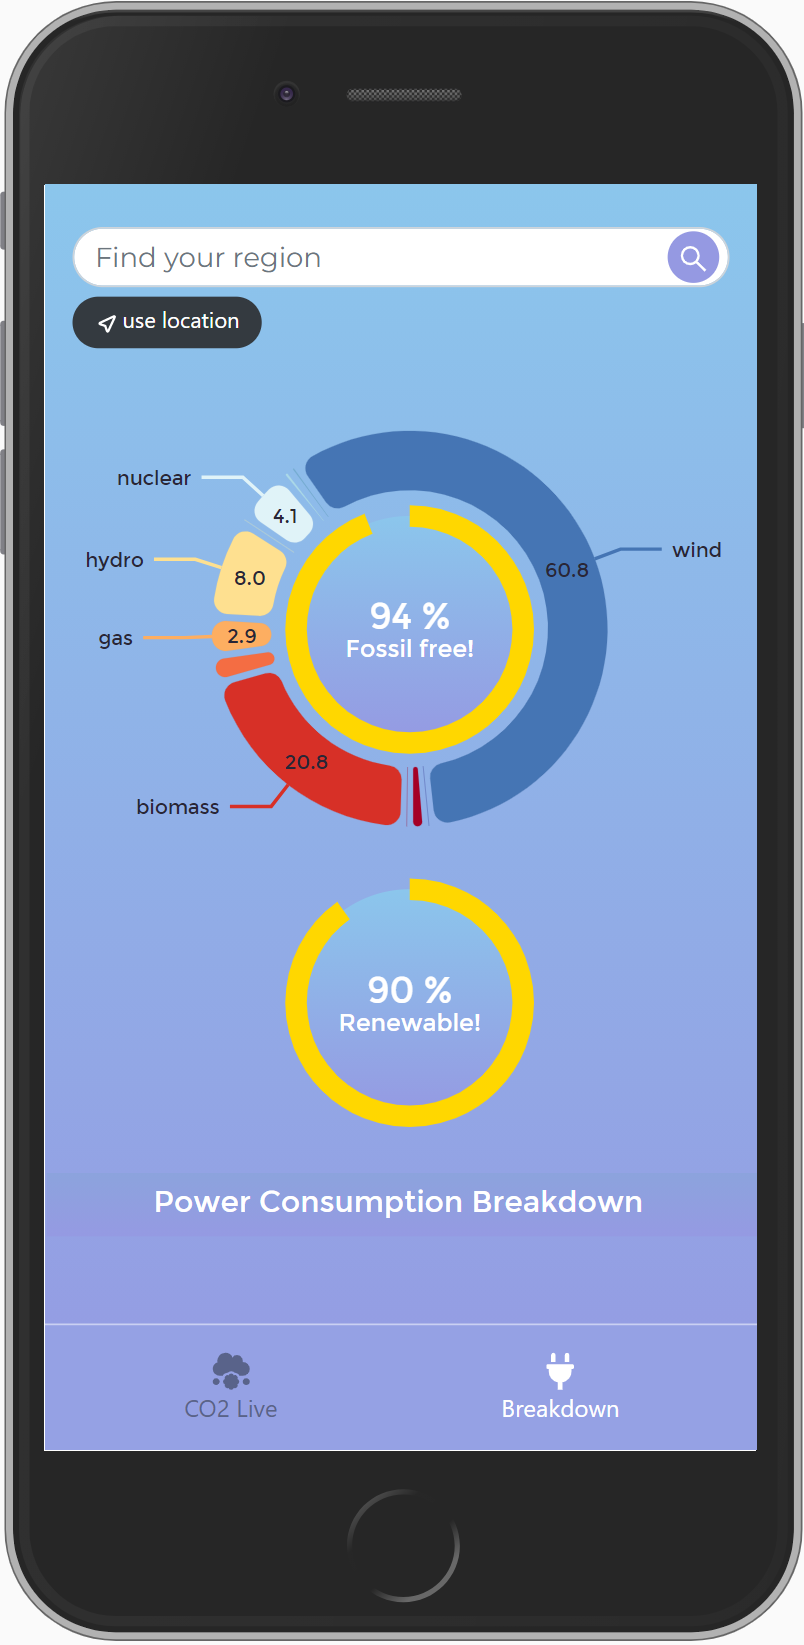 Find your region
use location
nuclear
4.1
hydro
8.0
gas
2.9
60.8
wind
94 %
Fossil free!
20.8
biomass
90 %
Renewable!
Power Consumption Breakdown
CO2 Live
Breakdown